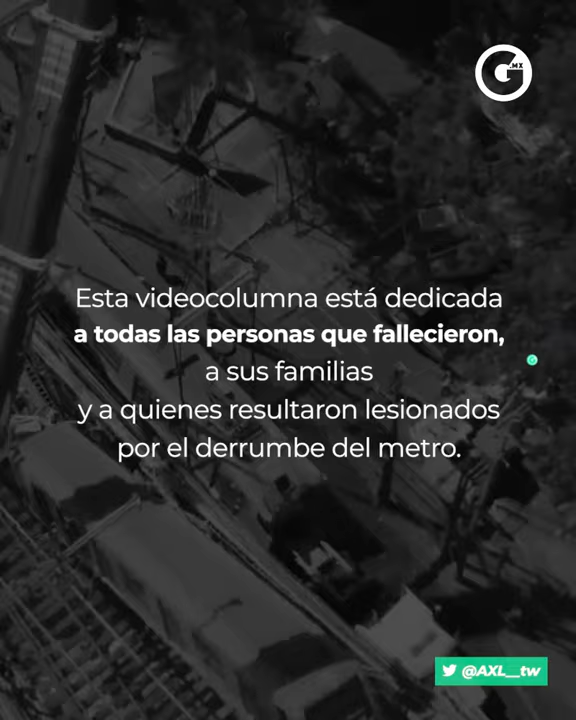 G.MX
Esta videocolumna está dedicada
a todas las personas que fallecieron,
a sus familias
y a quienes resultaron lesionados
por el derrumbe del metro.
@AXL__tw